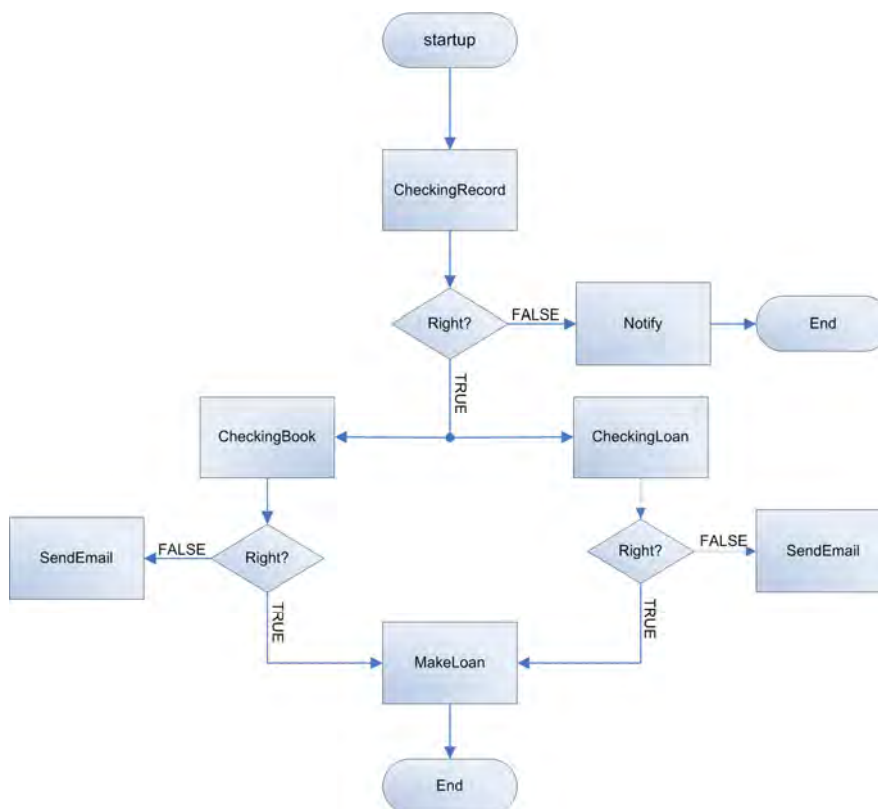 startup
CheckingRecord
Right?
FALSE
Notify
End
TRUE
CheckingBook
CheckingLoan
SendEmail
FALSE
Right?
Right?
FALSE
SendEmail
TRUE
TRUE
MakeLoan
End